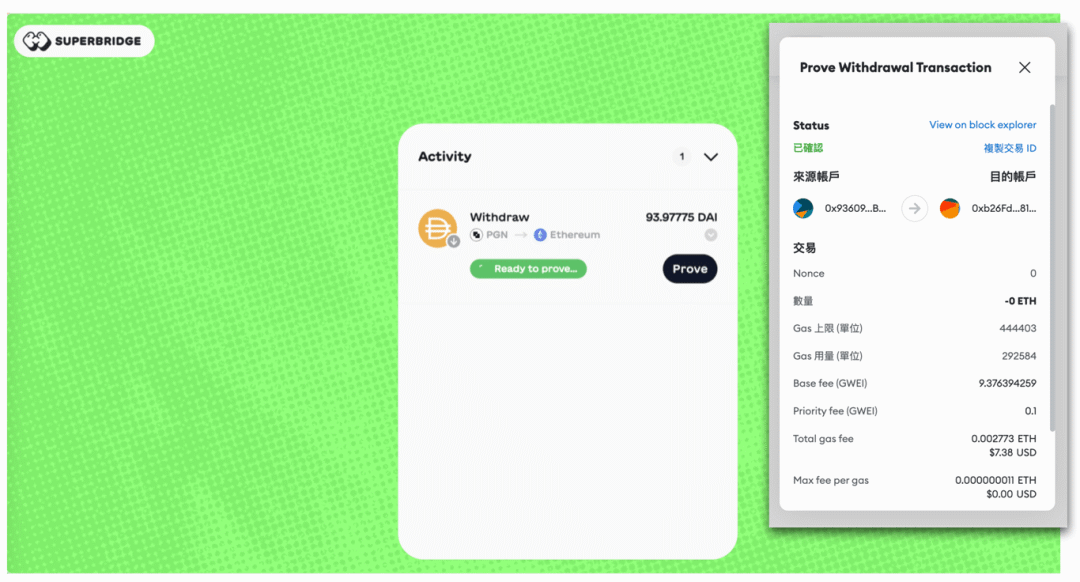 SUPERBRIDGE
Activity
1
Withdraw
93.97775 DAI
PGN
Ethereum
Ready to prove...
Prove
Prove Withdrawal Transaction
Status
View on block explorer
已確認
複製交易 ID
來源帳戶
目的帳戶
0x93609...B...
0xb26Fd...81...
交易
Nonce
0
數量
-0 ETH
Gas 上限 (單位)
444403
Gas 用量 (單位)
292584
Base fee (GWEI)
9.376394259
Priority fee (GWEI)
0.1
Total gas fee
0.002773 ETH
$7.38 USD
Max fee per gas
0.000000011 ETH
$0.00 USD